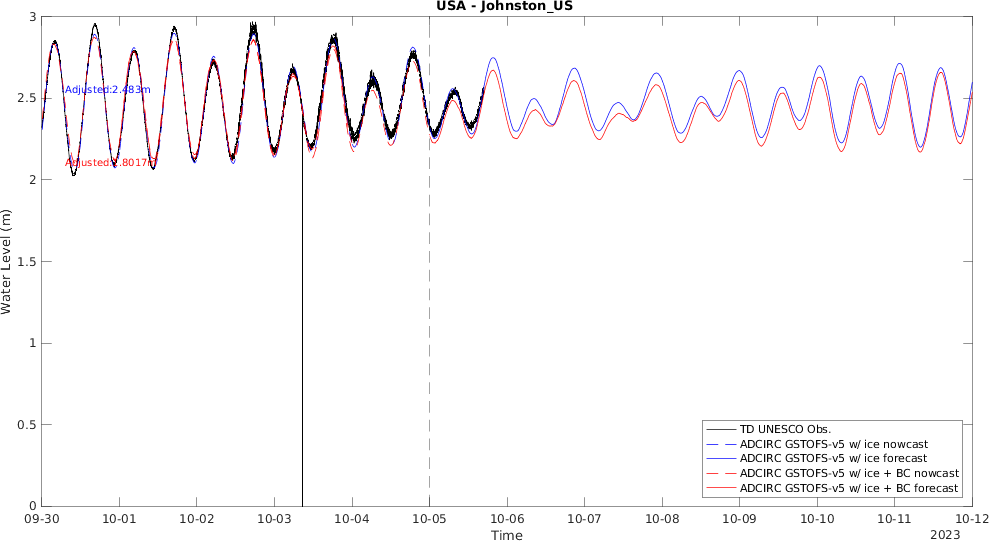 USA - Johnston_US
3
2.5
2
1.5
1
0.5
0
Water Level (m)
Adjusted:2.483m
TD UNESCO Obs.
ADCIRC GSTOFS-v5 w/ ice nowcast
ADCIRC GSTOFS-v5 w/ ice forecast
ADCIRC GSTOFS-v5 w/ ice + BC nowcast
ADCIRC GSTOFS-v5 w/ ice + BC forecast
09-30 10-01 10-02 10-03 10-04 10-05 10-06 10-07 10-08 10-09 10-10 10-11 10-12
Time
2023